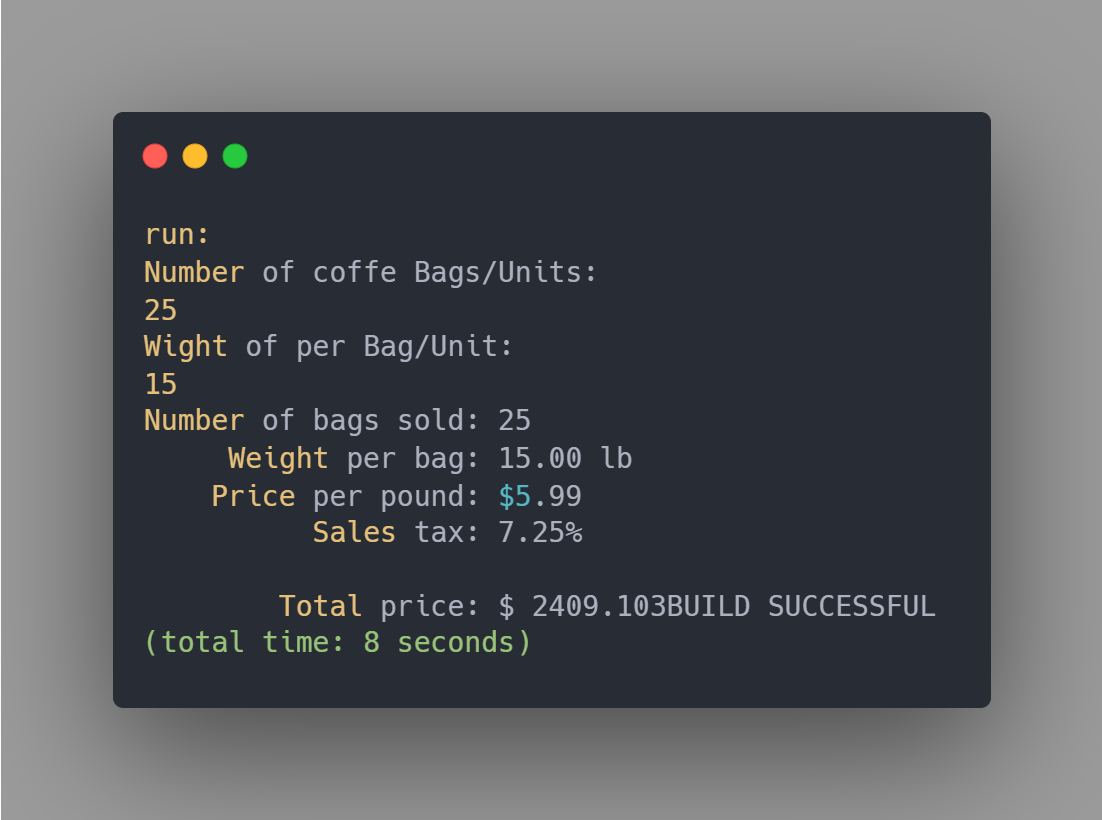 run:
Number of coffe Bags/Units:
25
Wight of per Bag/Unit:
15
Number of bags sold: 25
     Weight per bag: 15.00 lb
    Price per pound: $5.99
          Sales tax: 7.25%

        Total price: $ 2409.103BUILD SUCCESSFUL
(total time: 8 seconds)